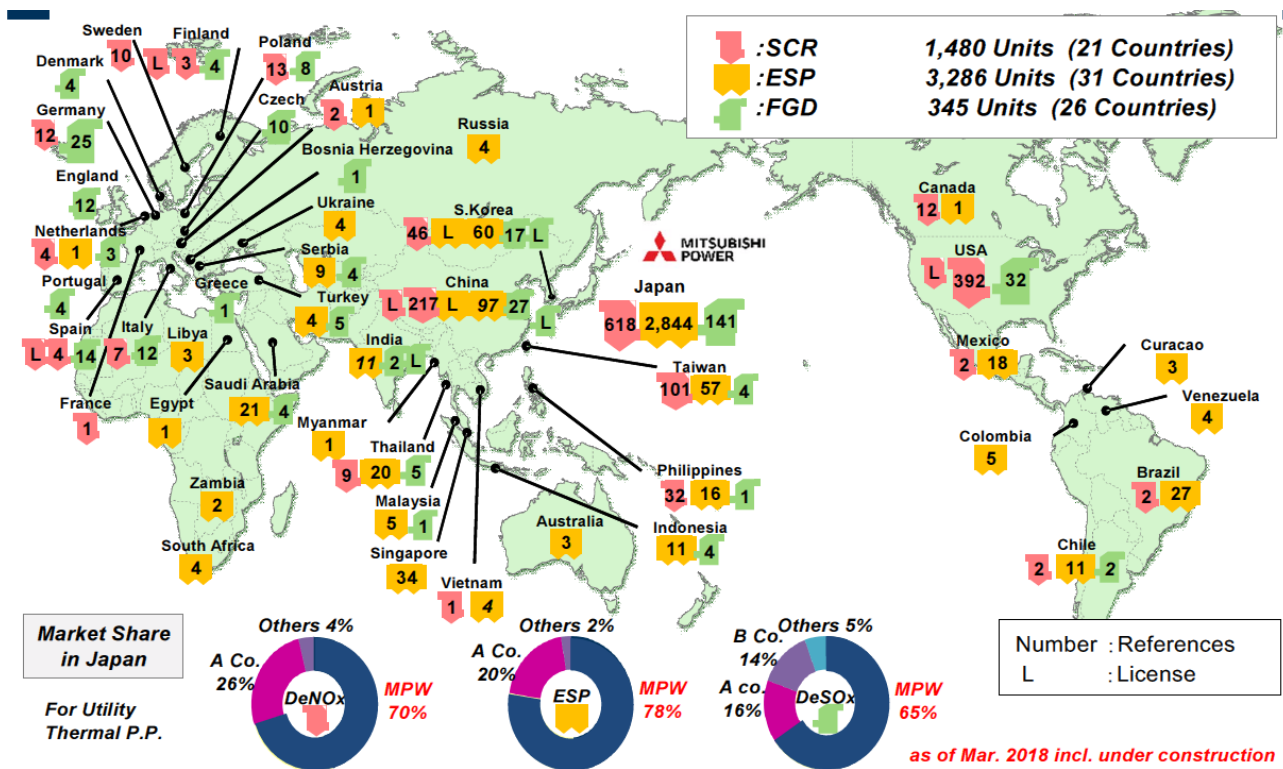 :SCR 1,480 Units (21 Countries)
:ESP 3,286 Units (31 Countries)
:FGD 345 Units (26 Countries)
Sweden
10
Finland
L 3 4
Poland
13 8
Denmark
4
Germany
12 25
Czech
10
Austria
2 1
Russia
4
England
12
Bosnia Herzegovina
1
Ukraine
4
Netherlands
4 1 3
Serbia
9 4
S.Korea
46 L 60 17 L
MITSUBISHI
POWER
Canada
12 1
USA
L 392 32
Portugal
4
Greece
1
Turkey
4 5
China
L 217 L 97 27 L
Japan
618 2,844 141
Spain
L 4 14
Italy
7 12
Libya
3
India
11 2 L
Taiwan
101 57 4
Mexico
2 18
Curacao
3
Venezuela
4
France
1
Egypt
1
Saudi Arabia
21 4
Myanmar
1
Thailand
9 20 5
Philippines
32 16 1
Colombia
5
Brazil
2 27
Zambia
2
Malaysia
5 1
Australia
3
Indonesia
11 4
South Africa
4
Singapore
34
Vietnam
1 4
Chile
2 11 2
Market Share
in Japan
For Utility
Thermal P.P.
Others 4%
A Co.
26%
DeNOx
MPW
70%
Others 2%
A Co.
20%
ESP
MPW
78%
Others 5%
B Co.
14%
A co.
16%
DeSOx
MPW
65%
Number : References
L : License
as of Mar. 2018 incl. under construction